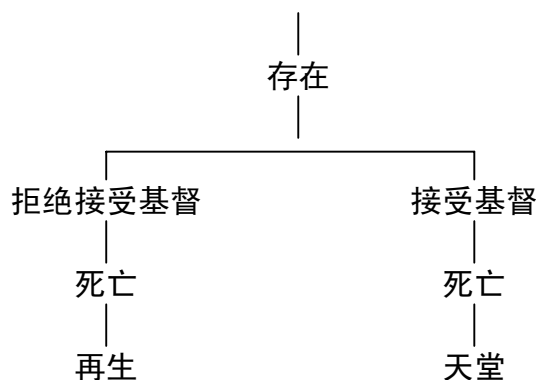 存在
拒绝接受基督
接受基督
死亡
死亡
再生
天堂